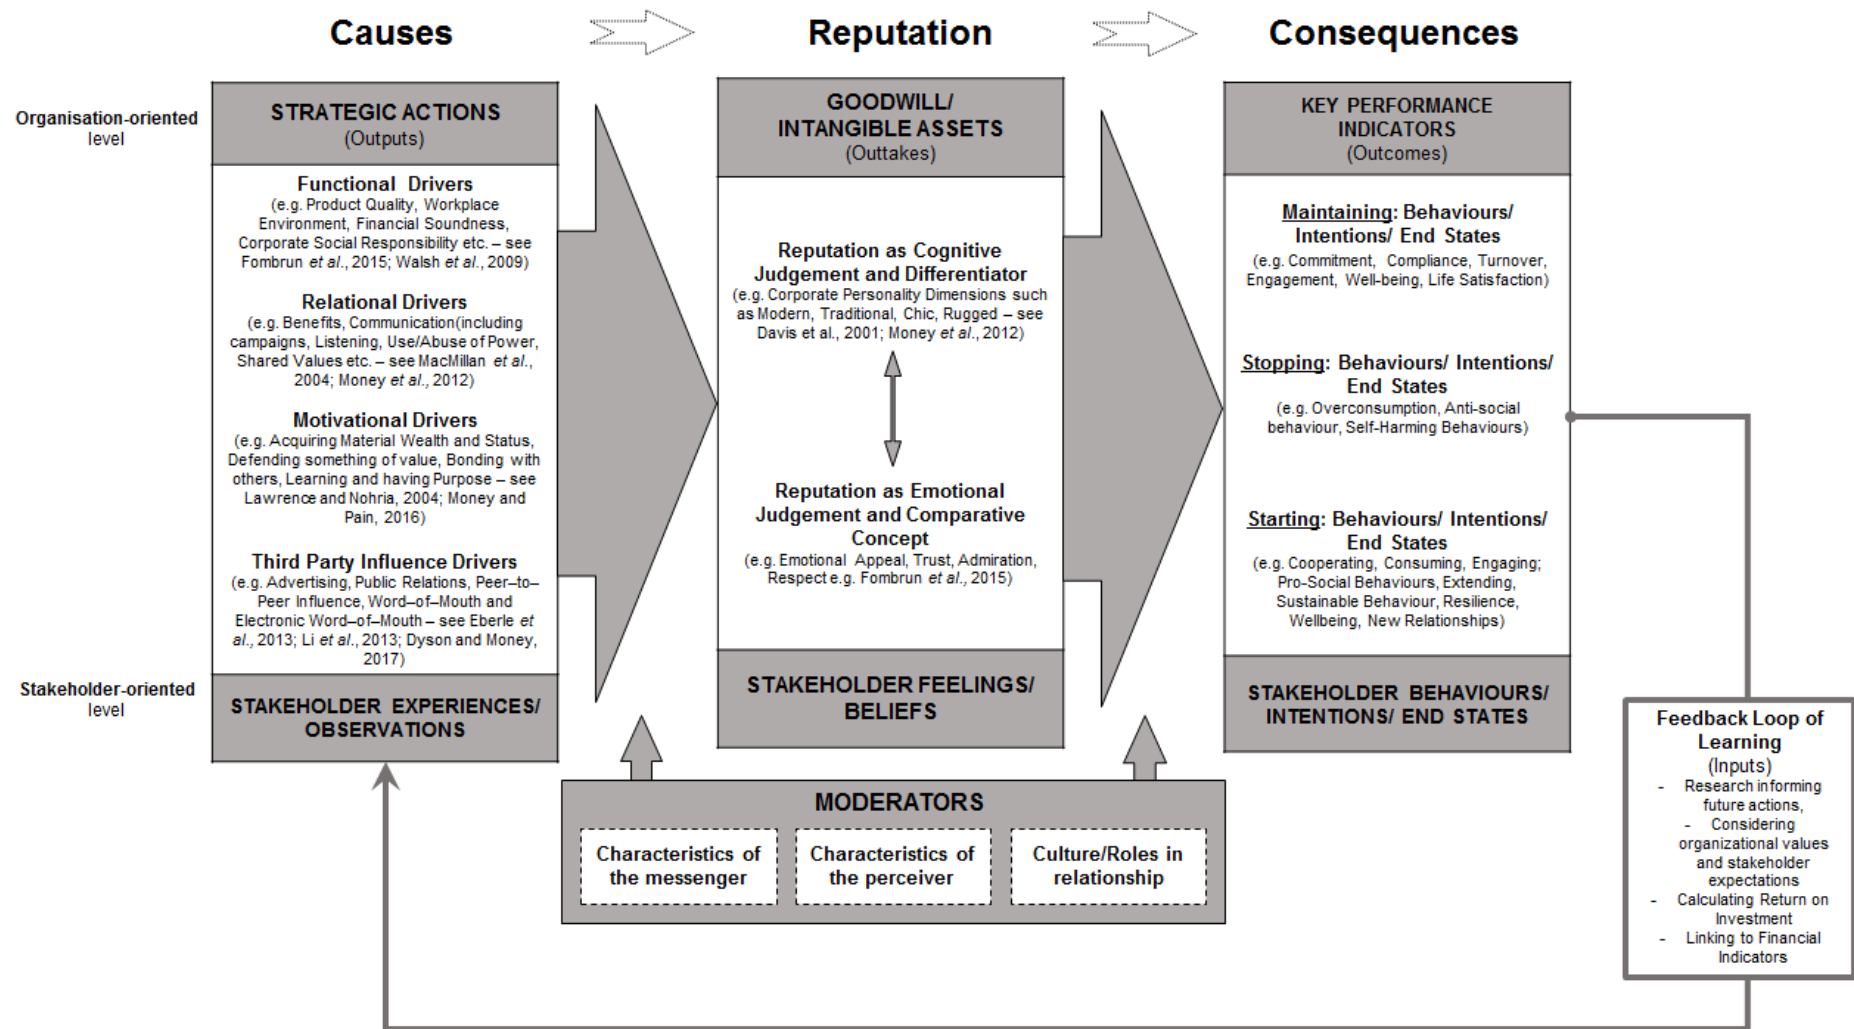 Causes
Reputation
Consequences
Organisation-oriented
level
STRATEGIC ACTIONS
(Outputs)
Functional Drivers
(e.g. Product Quality, Workplace
Environment, Financial Soundness,
Corporate Social Responsibility etc. – see
Fombrun et al., 2015; Walsh et al., 2009)
Relational Drivers
(e.g. Benefits, Communication(including
campaigns, Listening, Use/Abuse of Power,
Shared Values etc. – see MacMillan et al.,
2004; Money et al., 2012)
Motivational Drivers
(e.g. Acquiring Material Wealth and Status,
Defending something of value, Bonding with
others, Learning and having Purpose – see
Lawrence and Nohria, 2004; Money and
Pain, 2016)
Third Party Influence Drivers
(e.g. Advertising, Public Relations, Peer–to–
Peer Influence, Word–of–Mouth and
Electronic Word–of–Mouth – see Eberle et
al., 2013; Li et al., 2013; Dyson and Money,
2017)
Stakeholder-oriented
level
STAKEHOLDER EXPERIENCES/
OBSERVATIONS
GOODWILL/
INTANGIBLE ASSETS
(Outtakes)
Reputation as Cognitive
Judgement and Differentiator
(e.g. Corporate Personality Dimensions such
as Modern, Traditional, Chic, Rugged – see
Davis et al., 2001; Money et al., 2012)
Reputation as Emotional
Judgement and Comparative
Concept
(e.g. Emotional Appeal, Trust, Admiration,
Respect e.g. Fombrun et al., 2015)
STAKEHOLDER FEELINGS/
BELIEFS
KEY PERFORMANCE
INDICATORS
(Outcomes)
Maintaining: Behaviours/
Intentions/ End States
(e.g. Commitment, Compliance, Turnover,
Engagement, Well-being, Life Satisfaction)
Stopping: Behaviours/ Intentions/
End States
(e.g. Overconsumption, Anti-social
behaviour, Self-Harming Behaviours)
Starting: Behaviours/ Intentions/
End States
(e.g. Cooperating, Consuming, Engaging;
Pro-Social Behaviours, Extending,
Sustainable Behaviour, Resilience,
Wellbeing, New Relationships)
STAKEHOLDER BEHAVIOURS/
INTENTIONS/ END STATES
MODERATORS
Characteristics of
the messenger
Characteristics of
the perceiver
Culture/Roles in
relationship
Feedback Loop of
Learning
(Inputs)
- Research informing
future actions,
- Considering
organizational values
and stakeholder
expectations
- Calculating Return on
Investment
- Linking to Financial
Indicators